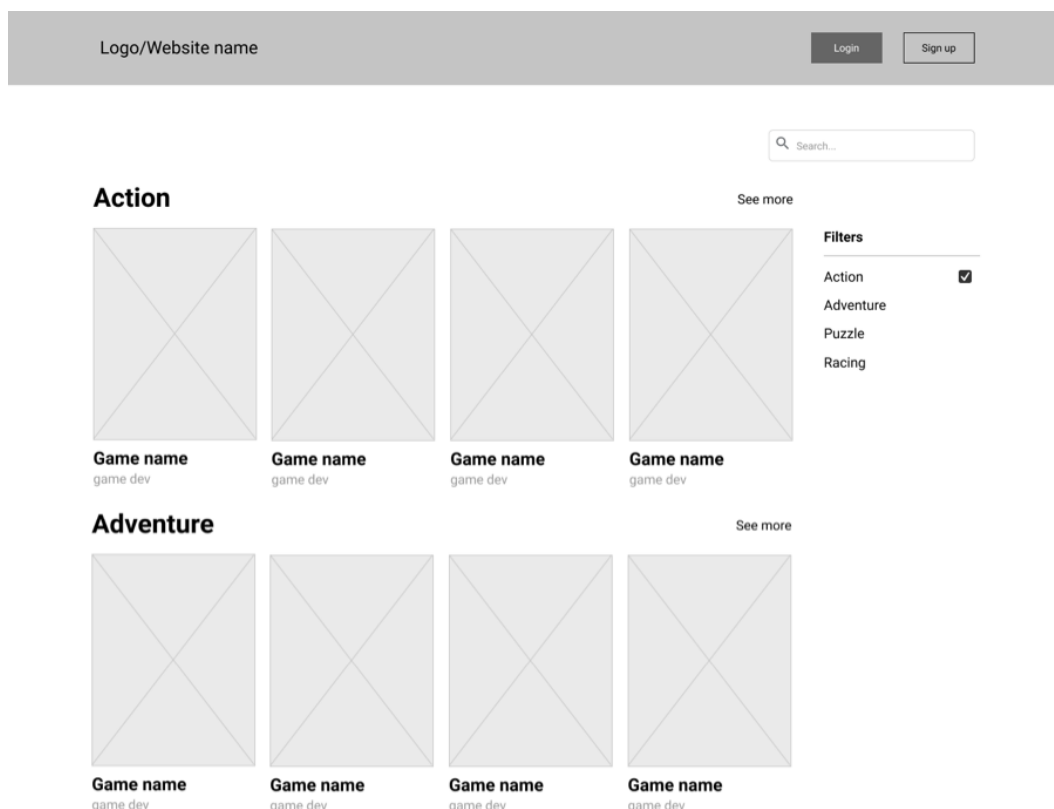 Logo/Website name
Login
Sign up
Search...
Action
See more
Filters
Action
Adventure
Puzzle
Racing
Game name
game dev
Game name
game dev
Game name
game dev
Game name
game dev
Adventure
See more
Game name
game dev
Game name
game dev
Game name
game dev
Game name
game dev